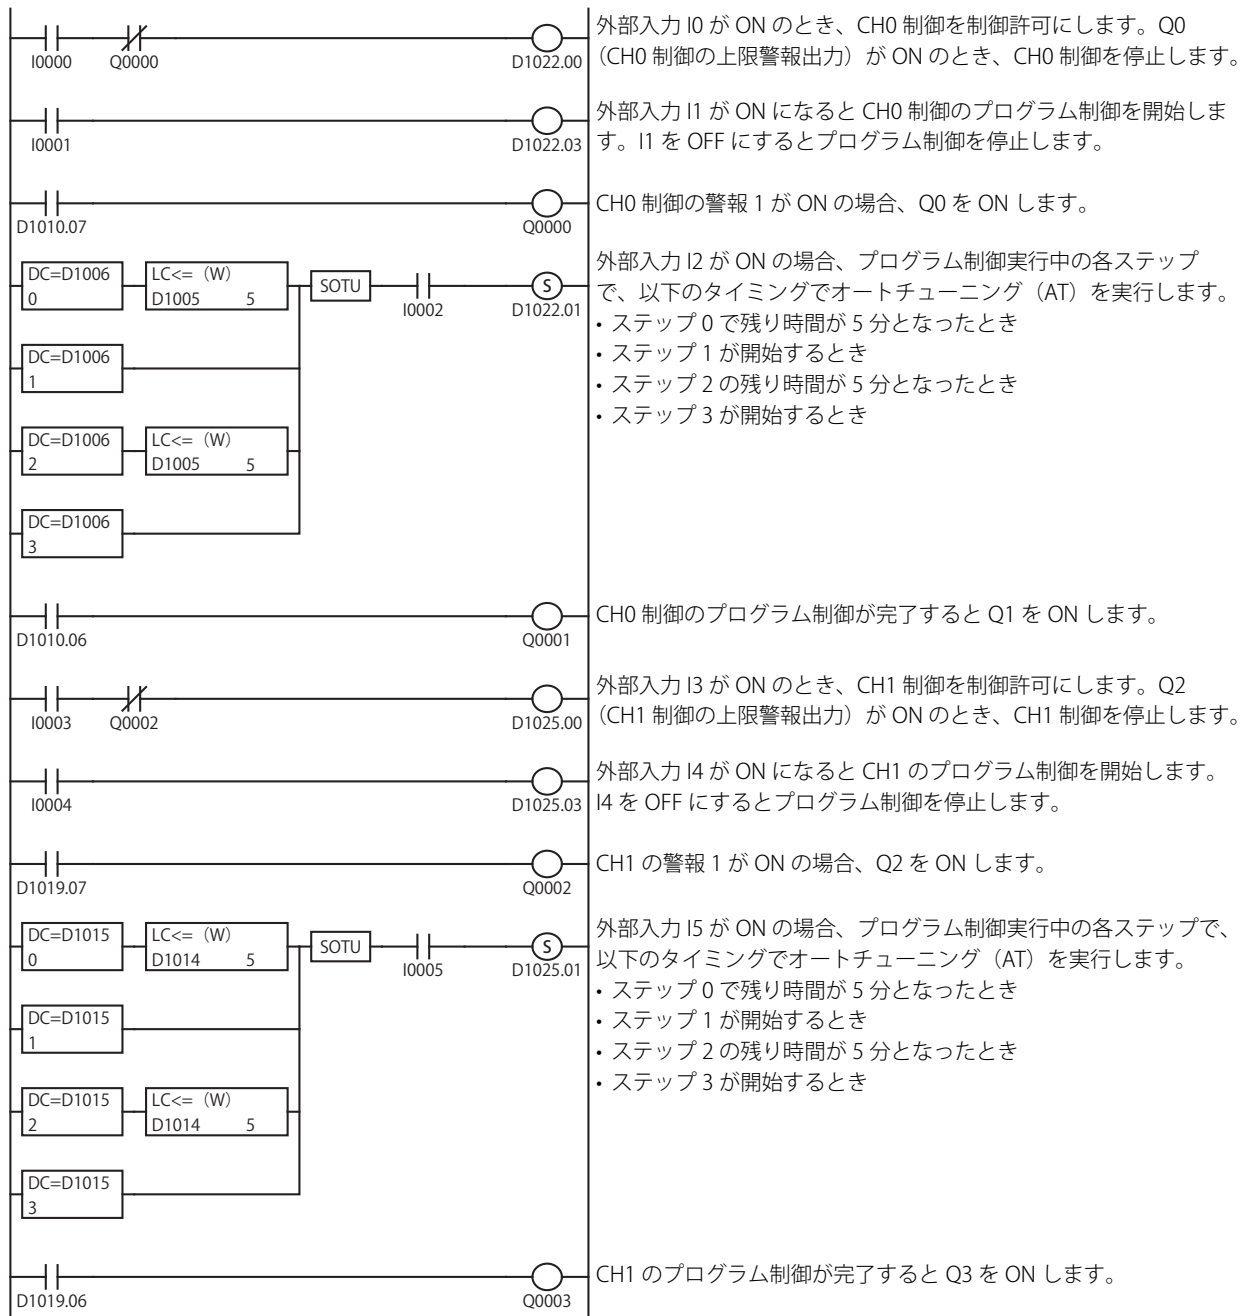 外部入力 I0 が ON のとき、CH0 制御を制御許可にします。Q0
（CH0 制御の上限警報出力）が ON のとき、CH0 制御を停止します。
I0000 Q0000 D1022.00
外部入力 I1 が ON になると CH0 制御のプログラム制御を開始しま
す。I1 を OFF にするとプログラム制御を停止します。
I0001 D1022.03
CH0 制御の警報 1 が ON の場合、Q0 を ON します。
D1010.07 Q0000
外部入力 I2 が ON の場合、プログラム制御実行中の各ステップ
で、以下のタイミングでオートチューニング（AT）を実行します。
• ステップ 0 で残り時間が 5 分となったとき
• ステップ 1 が開始するとき
• ステップ 2 の残り時間が 5 分となったとき
• ステップ 3 が開始するとき
DC=D1006 LC<=（W）
0 D1005 5
SOTU
I0002
S
D1022.01
DC=D1006
1
DC=D1006 LC<=（W）
2 D1005 5
DC=D1006
3
CH0 制御のプログラム制御が完了すると Q1 を ON します。
D1010.06 Q0001
外部入力 I3 が ON のとき、CH1 制御を制御許可にします。Q2
（CH1 制御の上限警報出力）が ON のとき、CH1 制御を停止します。
I0003 Q0002 D1025.00
外部入力 I4 が ON になると CH1 のプログラム制御を開始します。
I4 を OFF にするとプログラム制御を停止します。
I0004 D1025.03
CH1 の警報 1 が ON の場合、Q2 を ON します。
D1019.07 Q0002
外部入力 I5 が ON の場合、プログラム制御実行中の各ステップで、
以下のタイミングでオートチューニング（AT）を実行します。
• ステップ 0 で残り時間が 5 分となったとき
• ステップ 1 が開始するとき
• ステップ 2 の残り時間が 5 分となったとき
• ステップ 3 が開始するとき
DC=D1015 LC<=（W）
0 D1014 5
SOTU
I0005
S
D1025.01
DC=D1015
1
DC=D1015 LC<=（W）
2 D1014 5
DC=D1015
3
CH1 のプログラム制御が完了すると Q3 を ON します。
D1019.06 Q0003